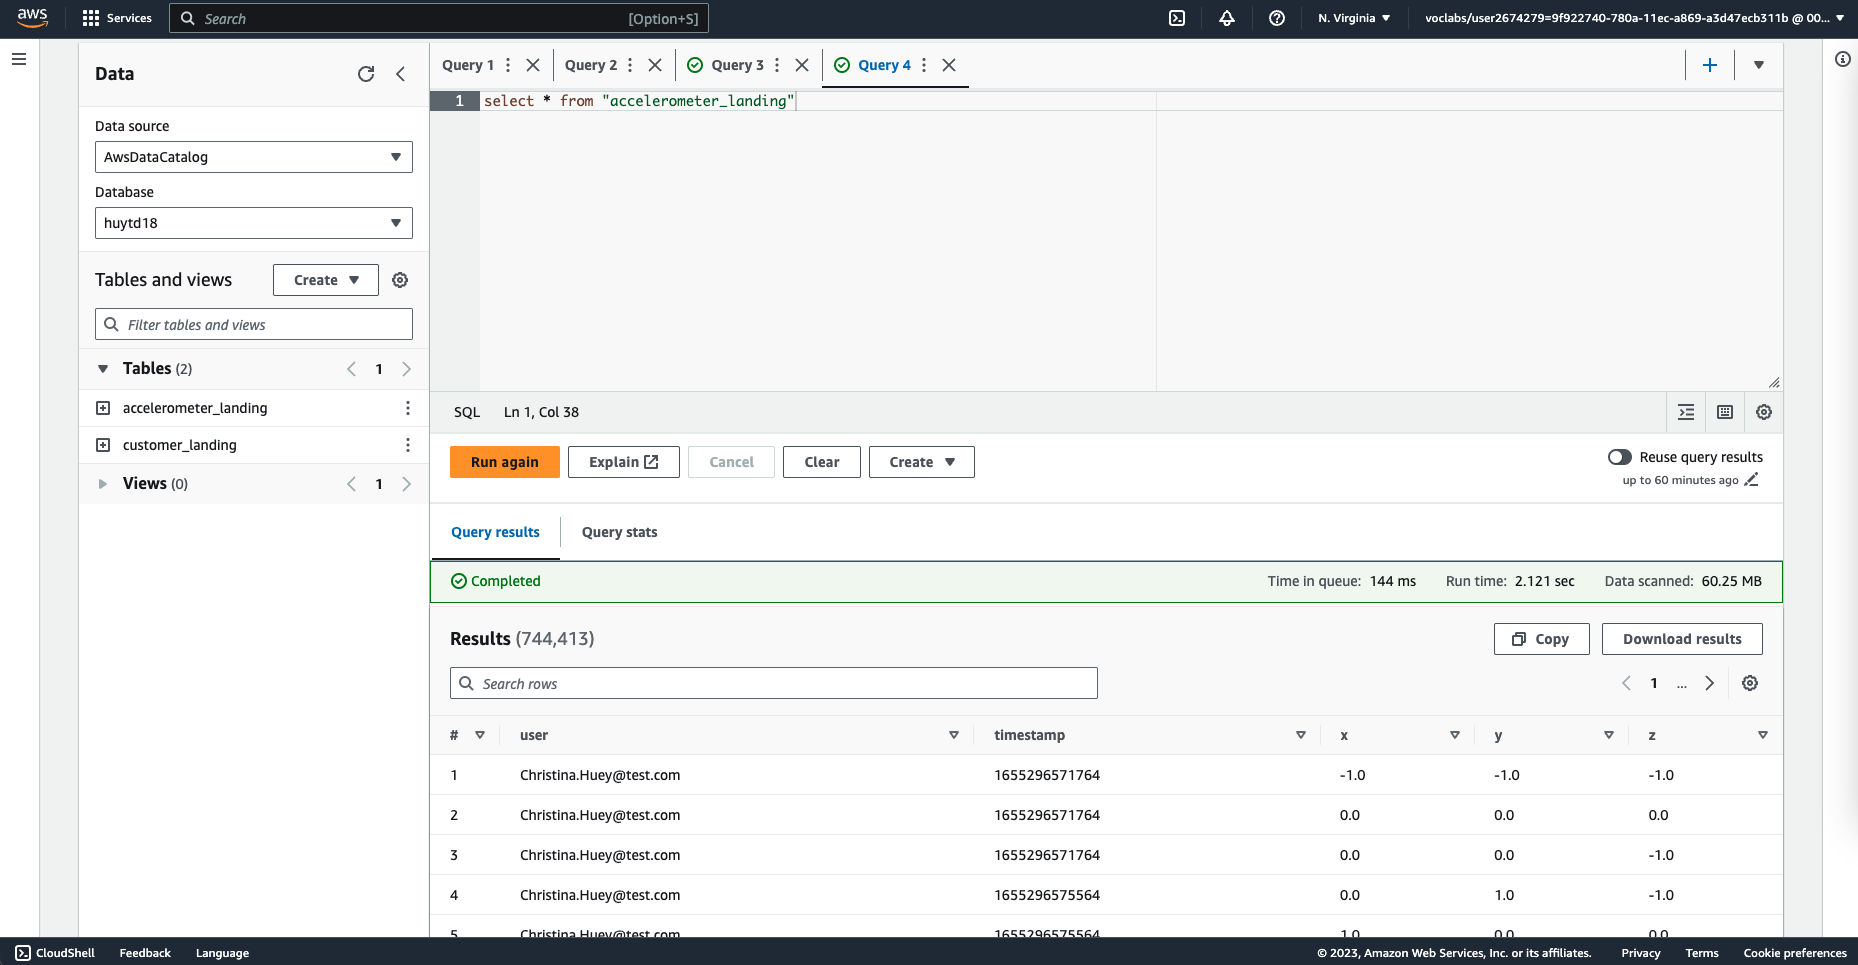 aws
Services
Search
[Option+S]
N. Virginia
voclabs/user2674279=9f922740-780a-11ec-a869-a3d47ecb311b @ 00...
Data
Data source
AwsDataCatalog
Database
huytd18
Tables and views
Create
Filter tables and views
Tables (2)
1
accelerometer_landing
customer_landing
Views (0)
1
Query 1
Query 2
Query 3
Query 4
1 select * from "accelerometer_landing"
SQL
Ln 1, Col 38
Run again
Explain
Cancel
Clear
Create
Reuse query results
up to 60 minutes ago
Query results
Query stats
Completed
Time in queue: 144 ms
Run time: 2.121 sec
Data scanned: 60.25 MB
Results (744,413)
Copy
Download results
Search rows
1 ...
# user timestamp x y z
1 Christina.Huey@test.com 1655296571764 -1.0 -1.0 -1.0
2 Christina.Huey@test.com 1655296571764 0.0 0.0 0.0
3 Christina.Huey@test.com 1655296571764 0.0 0.0 -1.0
4 Christina.Huey@test.com 1655296575564 0.0 1.0 -1.0
5 Christina.Huey@test.com 1655296575564 1.0 0.0 0.0
CloudShell
Feedback
Language
© 2023, Amazon Web Services, Inc. or its affiliates.
Privacy
Terms
Cookie preferences